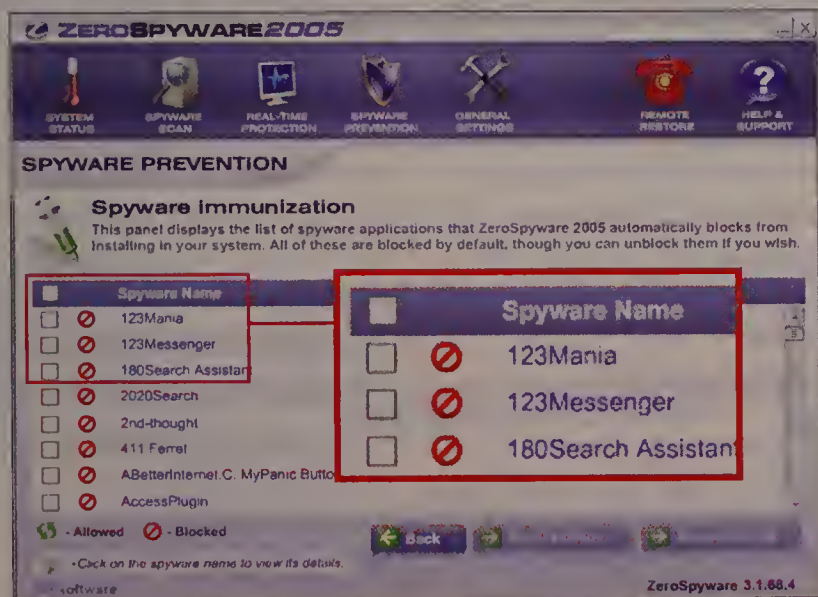 ZEROSPYWARE2005
SYSTEM STATUS
SPYWARE SCAN
REAL-TIME PROTECTION
SPYWARE PREVENTION
GENERAL SETTINGS
REMOTE RESTORE
HELP & SUPPORT
SPYWARE PREVENTION
Spyware immunization
This panel displays the list of spyware applications that ZeroSpyware 2005 automatically blocks from
installing in your system. All of these are blocked by default, though you can unblock them if you wish.
Spyware Name
123Mania
123Messenger
180Search Assistant
2020Search
2nd-thought
411 Ferret
ABetterInternet.C. MyPanic Butto
AccessPlugin
Spyware Name
123Mania
123Messenger
180Search Assistant
- Allowed
- Blocked
Back
•Click on the spyware name to view its details.
software
ZeroSpyware 3.1.68.4